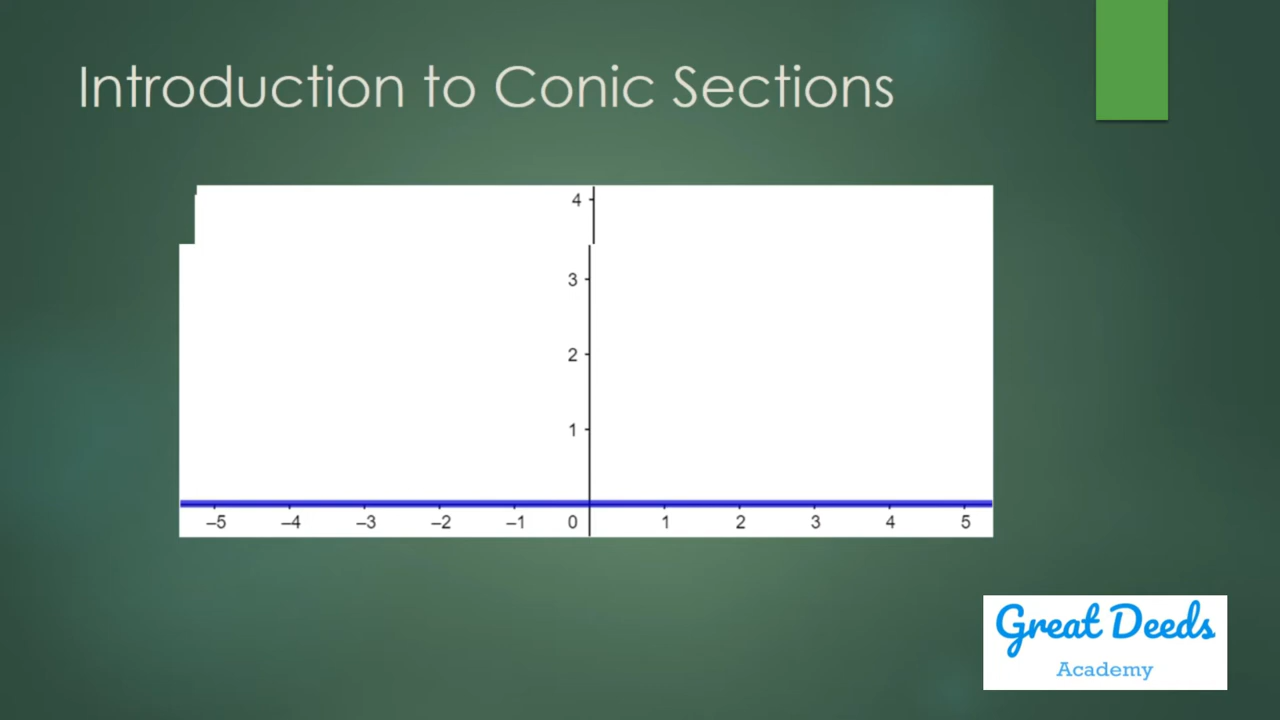 Introduction to Conic Sections
4
3
2
1
–5 –4 –3 –2 –1 0 1 2 3 4 5
Great Deeds
Academy